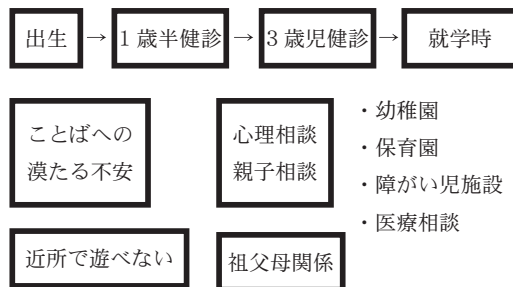 出生 → 1歳半健診 → 3歳児健診 → 就学時
ことばへの
漠たる不安
心理相談
親子相談
・幼稚園
・保育園
・障がい児施設
・医療相談
近所で遊べない
祖父母関係